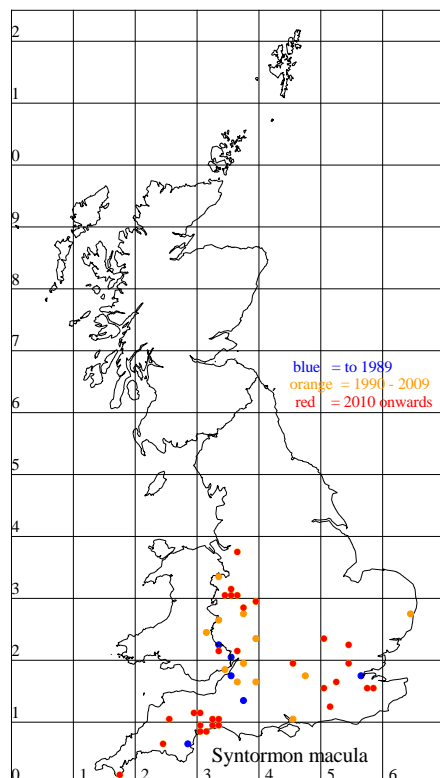 2
1
0
9
8
7
blue = to 1989
orange = 1990 - 2009
red = 2010 onwards
6
5
4
3
2
1
Syntormon macula
0 1 2 3 4 5 6